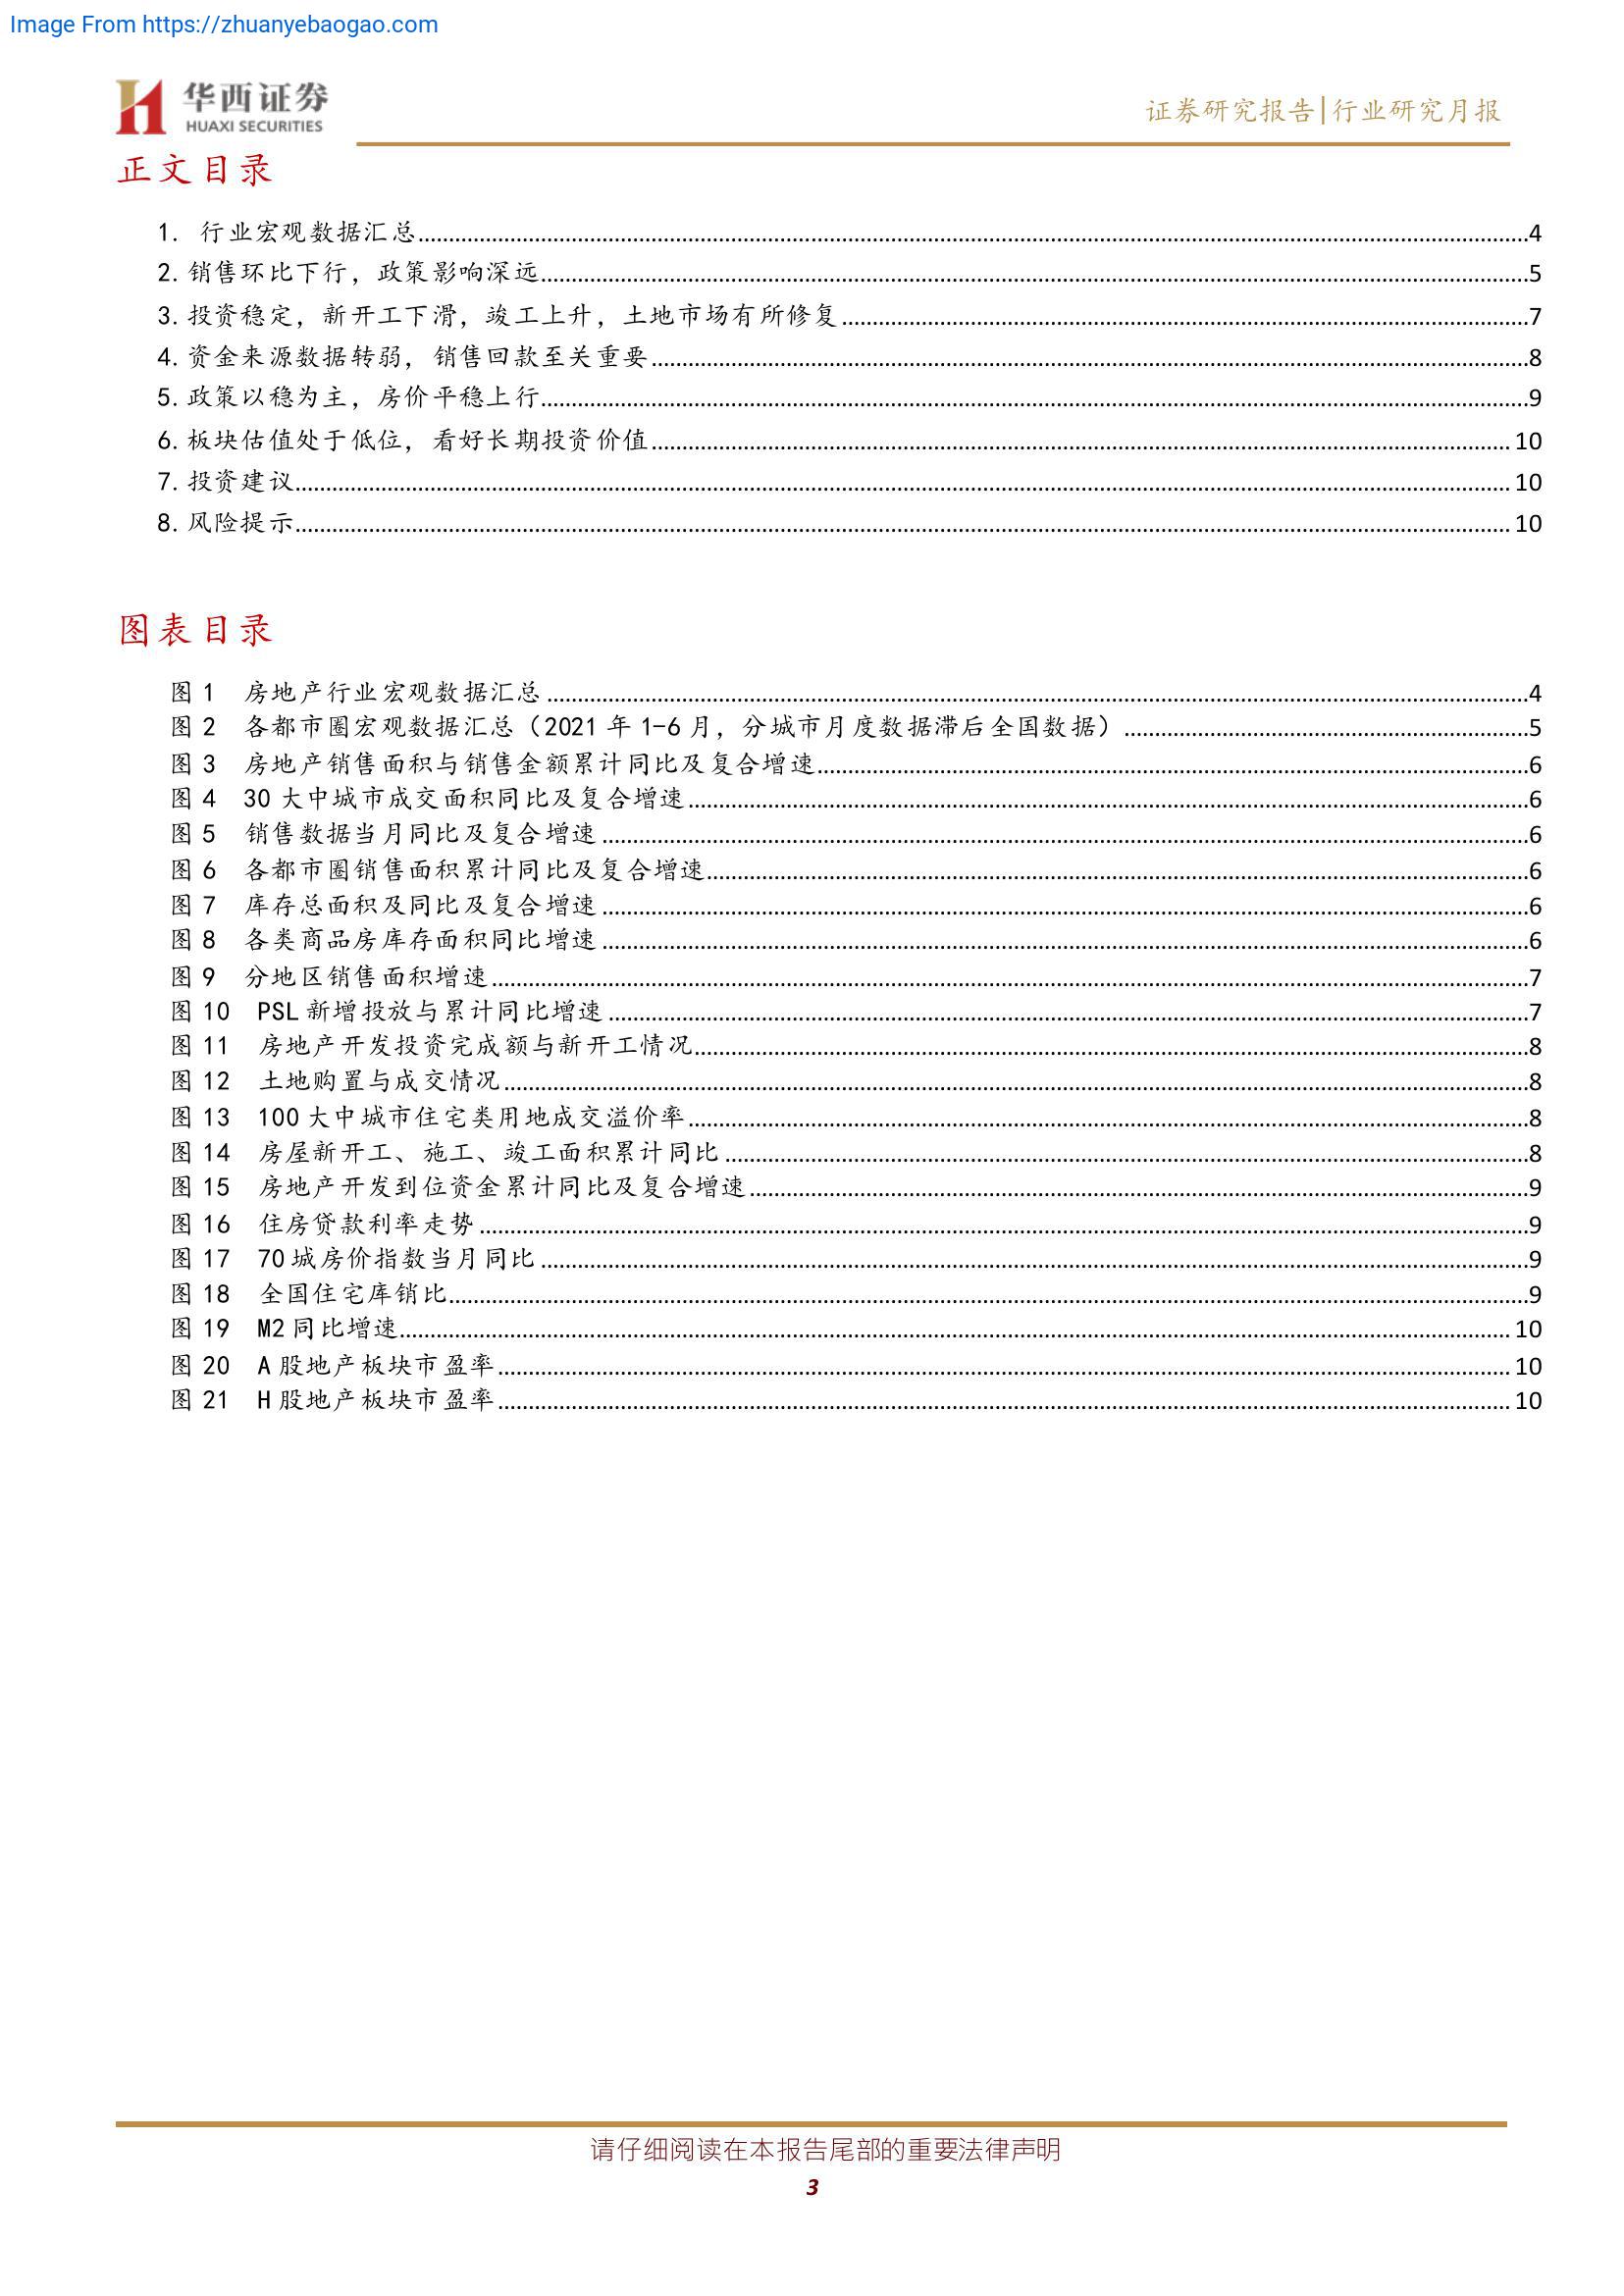 Image From https://zhuanyebaogao.com
华西证券
HUAXI SECURITIES
证券研究报告|行业研究月报
正文目录
1. 行业宏观数据汇总 4
2. 销售环比下行，政策影响深远 5
3. 投资稳定，新开工下滑，竣工上升，土地市场有所修复 7
4. 资金来源数据转弱，销售回款至关重要 8
5. 政策以稳为主，房价平稳上行 9
6. 板块估值处于低位，看好长期投资价值 10
7. 投资建议 10
8. 风险提示 10
图表目录
图 1 房地产行业宏观数据汇总 4
图 2 各都市圈宏观数据汇总（2021 年 1-6 月，分城市月度数据滞后全国数据） 5
图 3 房地产销售面积与销售金额累计同比及复合增速 6
图 4 30 大中城市成交面积同比及复合增速 6
图 5 销售数据当月同比及复合增速 6
图 6 各都市圈销售面积累计同比及复合增速 6
图 7 库存总面积及同比及复合增速 6
图 8 各类商品房库存面积同比增速 6
图 9 分地区销售面积增速 7
图 10 PSL 新增投放与累计同比增速 7
图 11 房地产开发投资完成额与新开工情况 8
图 12 土地购置与成交情况 8
图 13 100 大中城市住宅类用地成交溢价率 8
图 14 房屋新开工、施工、竣工面积累计同比 8
图 15 房地产开发到位资金累计同比及复合增速 9
图 16 住房贷款利率走势 9
图 17 70 城房价指数当月同比 9
图 18 全国住宅库销比 9
图 19 M2 同比增速 10
图 20 A 股地产板块市盈率 10
图 21 H 股地产板块市盈率 10
请仔细阅读在本报告尾部的重要法律声明
3